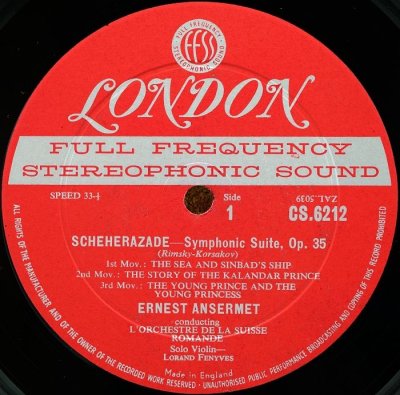 FULL FREQUENCY
STEREOPHONIC SOUND
FFSS
LONDON
FULL FREQUENCY
STEREOPHONIC SOUND
SPEED 33⅓
Side
1
ZAL. 5039
CS.6212
SCHEHERAZADE—Symphonic Suite, Op. 35
(Rimsky-Korsakov)
1st Mov.: THE SEA AND SINBAD'S SHIP
2nd Mov.: THE STORY OF THE KALANDAR PRINCE
3rd Mov.: THE YOUNG PRINCE AND THE
YOUNG PRINCESS
ERNEST ANSERMET
conducting
L'ORCHESTRE DE LA SUISSE
ROMANDE
Solo Violin—
LORAND FENYVES
Made in England
ALL RIGHTS OF THE MANUFACTURER AND OF THE OWNER OF THE RECORDED WORK RESERVED · UNAUTHORISED PUBLIC PERFORMANCE BROADCASTING AND COPYING OF THIS RECORD PROHIBITED